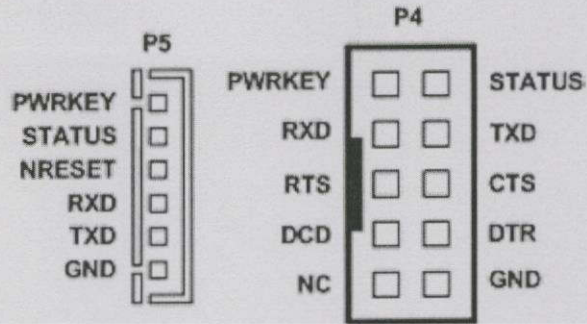 P5
PWRKEY
STATUS
NRESET
RXD
TXD
GND
P4
PWRKEY STATUS
RXD TXD
RTS CTS
DCD DTR
NC GND